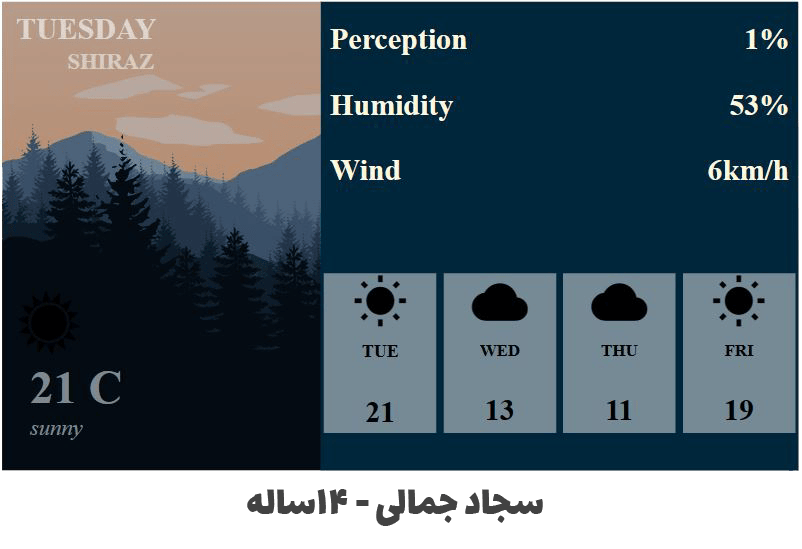 TUESDAY
SHIRAZ
21 C
sunny
Perception 1%
Humidity 53%
Wind 6km/h
TUE WED THU FRI
21 13 11 19
سجاد جمالی - ۱۴ساله